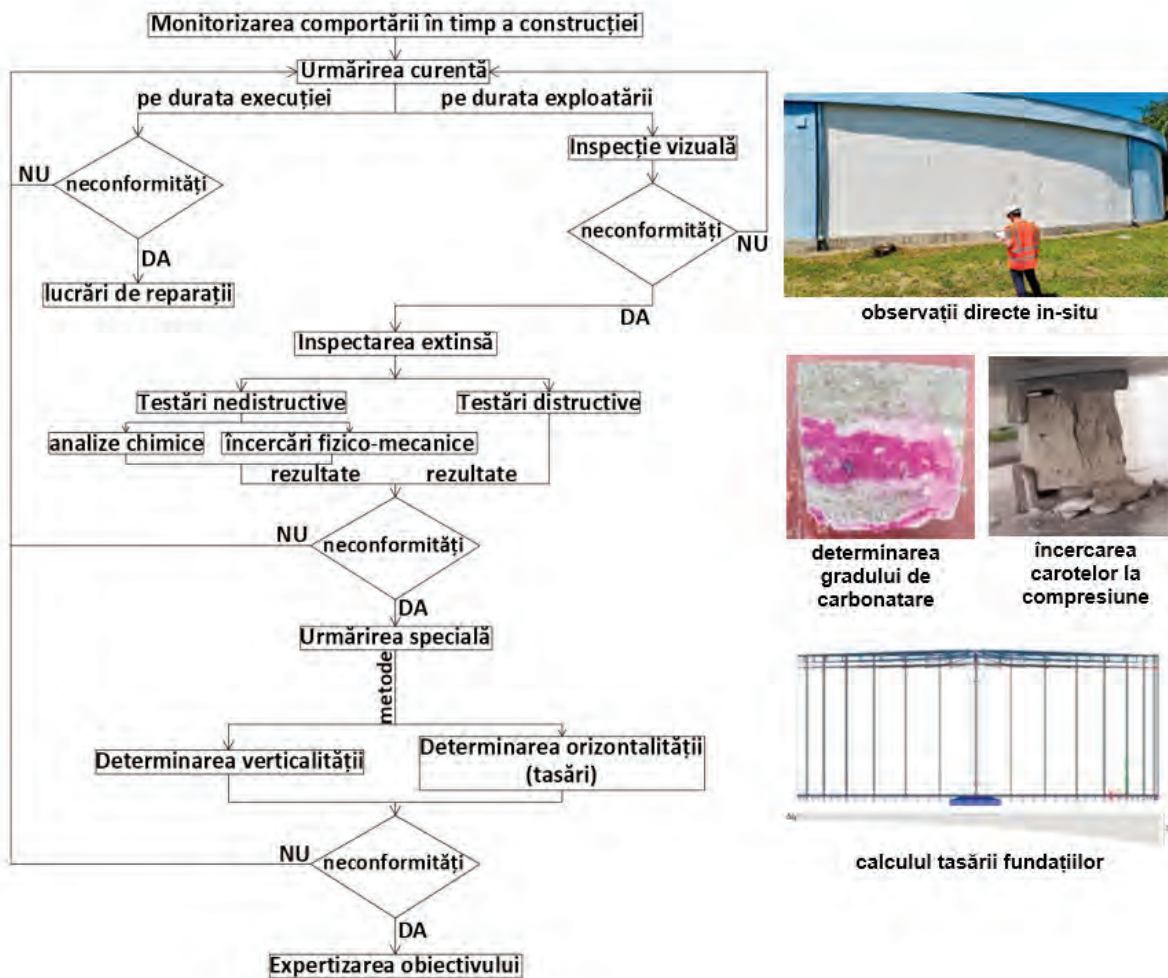 Monitorizarea comportării în timp a construcției
Urmărirea curentă
pe durata execuției
pe durata exploatării
Inspecție vizuală
NU
neconformități
neconformități
NU
DA
lucrări de reparații
DA
Inspectarea extinsă
Testări nedistructive
Testări distructive
analize chimice
încercări fizico-mecanice
rezultate
rezultate
NU
neconformități
DA
Urmărirea specială
metode
Determinarea verticalității
Determinarea orizontalității
(tasări)
NU
neconformități
DA
Expertizarea obiectivului
observații directe in-situ
determinarea
gradului de
carbonatare
încercarea
carotelor la
compresiune
calculul tasării fundațiilor